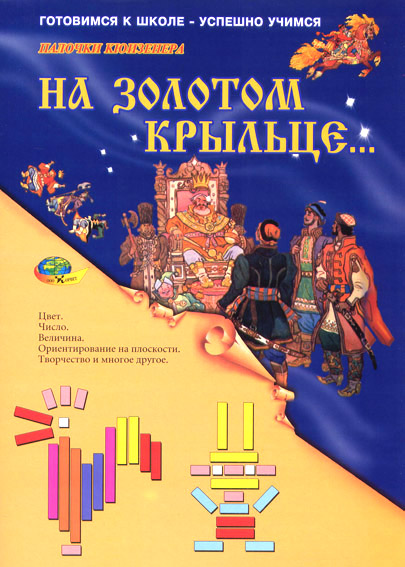 ГОТОВИМСЯ К ШКОЛЕ - УСПЕШНО УЧИМСЯ
ПАЛОЧКИ КЮИЗЕНЕРА
НА ЗОЛОТОМ
КРЫЛЬЦЕ...
Цвет.
Число.
Величина.
Ориентирование на плоскости.
Творчество и многое другое.